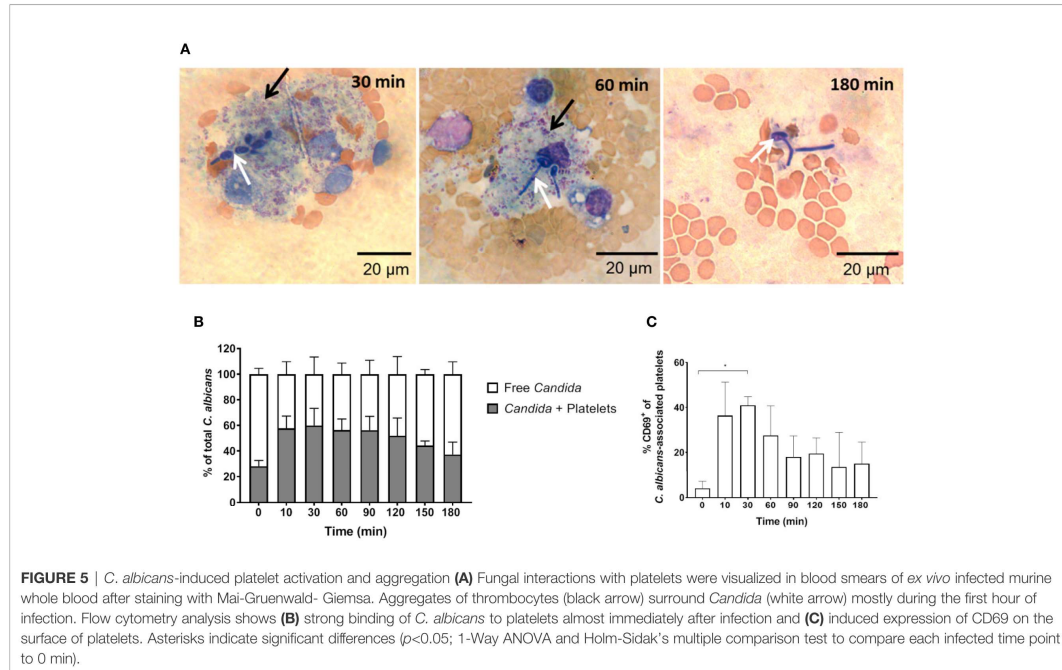 A
30 min
60 min
180 min
20 µm
20 µm
20 µm
B
120
100
80
60
40
20
0
% of total C. albicans
0 10 30 60 90 120 150 180
Time (min)
Free Candida
Candida + Platelets
C
60
40
20
0
% CD69+ of
C. albicans-associated platelets
*
0 10 30 60 90 120 150 180
Time (min)
FIGURE 5 | C. albicans-induced platelet activation and aggregation (A) Fungal interactions with platelets were visualized in blood smears of ex vivo infected murine
whole blood after staining with Mai-Gruenwald- Giemsa. Aggregates of thrombocytes (black arrow) surround Candida (white arrow) mostly during the first hour of
infection. Flow cytometry analysis shows (B) strong binding of C. albicans to platelets almost immediately after infection and (C) induced expression of CD69 on the
surface of platelets. Asterisks indicate significant differences (p<0.05; 1-Way ANOVA and Holm-Sidak's multiple comparison test to compare each infected time point
to 0 min).